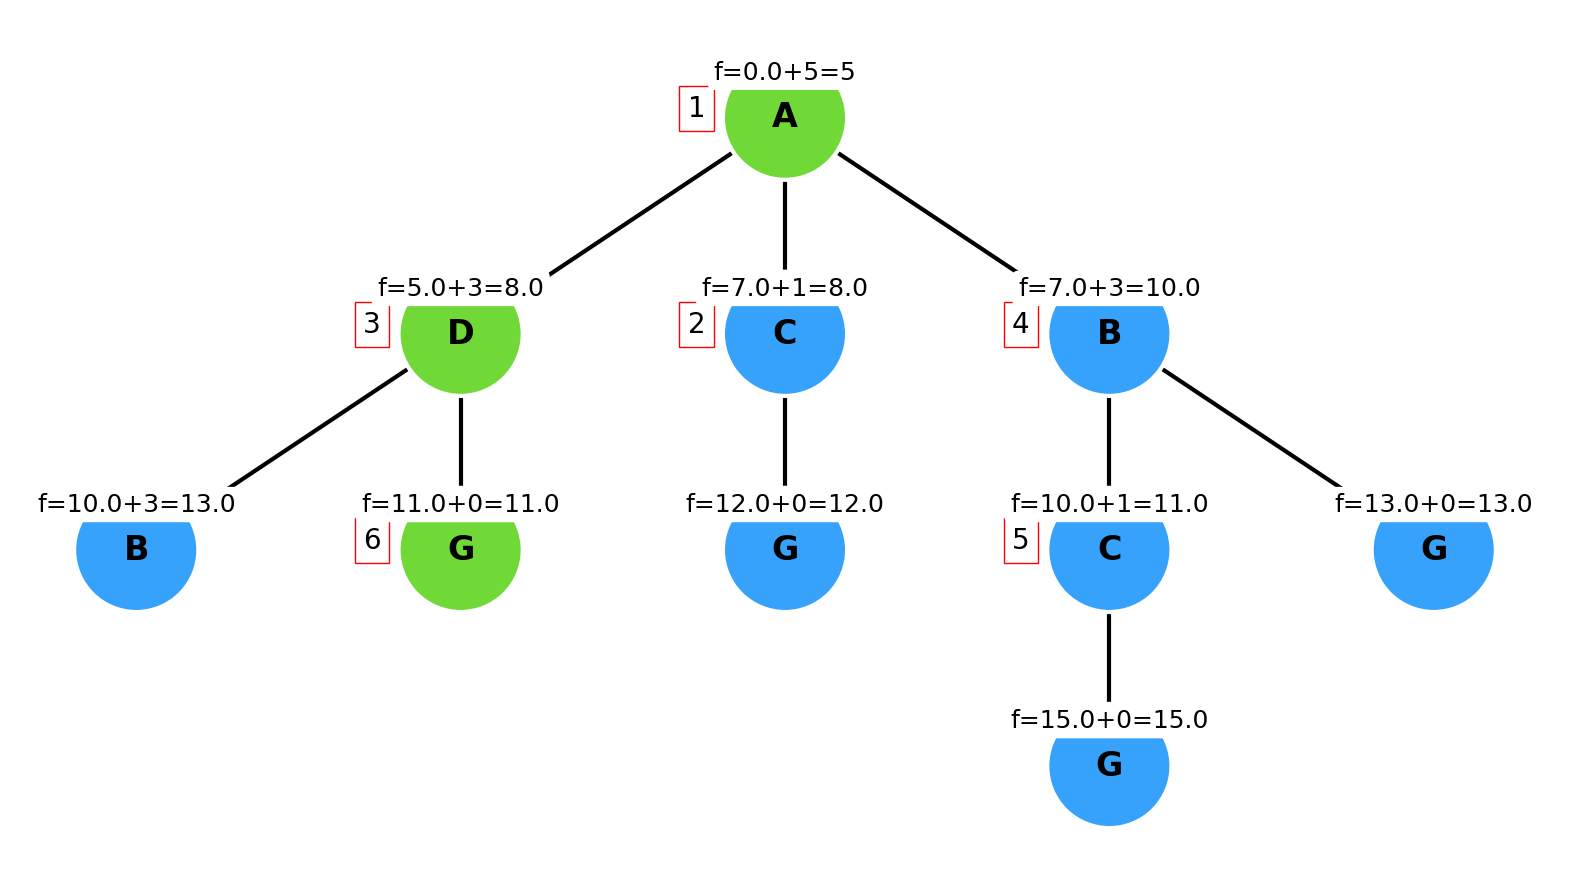 f=0.0+5=5
1
A
f=5.0+3=8.0
f=7.0+1=8.0
f=7.0+3=10.0
3
D
2
C
4
B
f=10.0+3=13.0
f=11.0+0=11.0
f=12.0+0=12.0
f=10.0+1=11.0
f=13.0+0=13.0
B
6
G
G
5
C
G
f=15.0+0=15.0
G